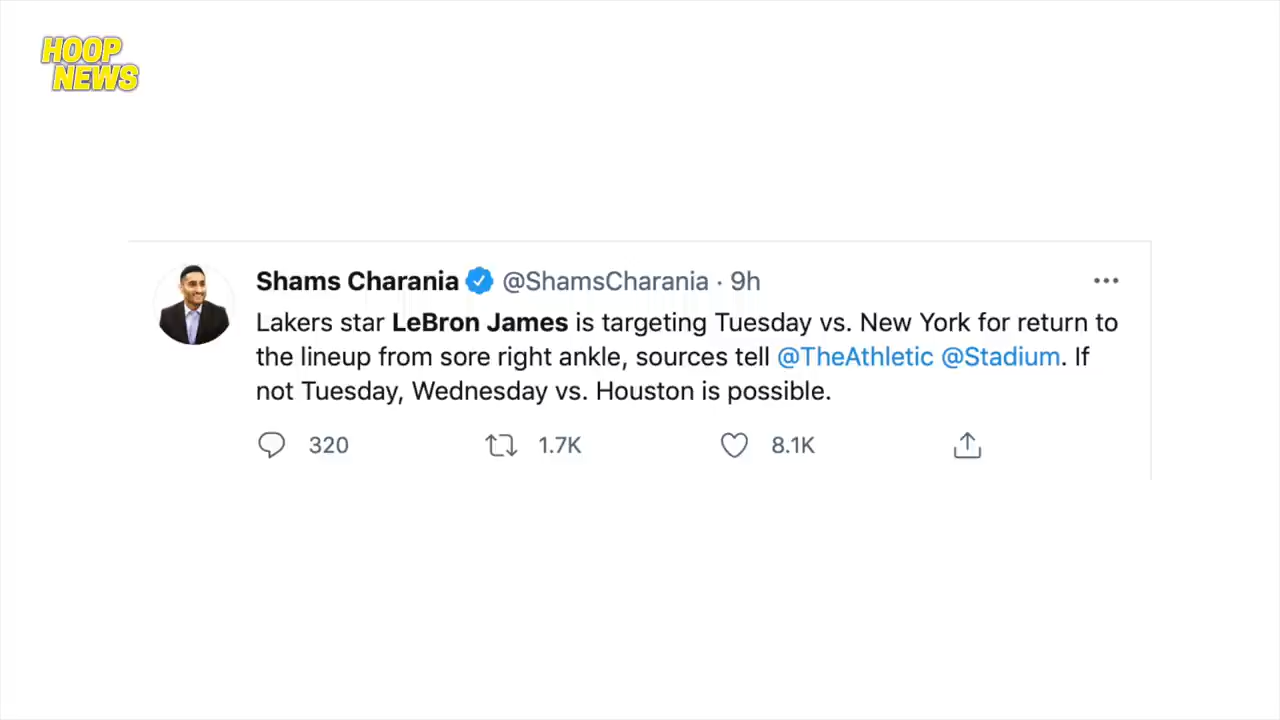 HOOP
NEWS
Shams Charania @ShamsCharania · 9h
Lakers star LeBron James is targeting Tuesday vs. New York for return to
the lineup from sore right ankle, sources tell @TheAthletic @Stadium. If
not Tuesday, Wednesday vs. Houston is possible.
320 1.7K 8.1K